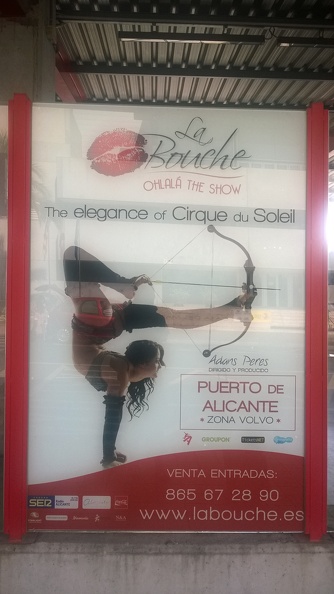 La
Bouche
OHLALÁ THE SHOW
The elegance of Cirque du Soleil
Adans Peres
DIRIGIDO Y PRODUCIDO
PUERTO DE
ALICANTE
* ZONA VOLVO *
GROUPON
VENTA ENTRADAS:
865 67 28 90
www.labouche.es
SER